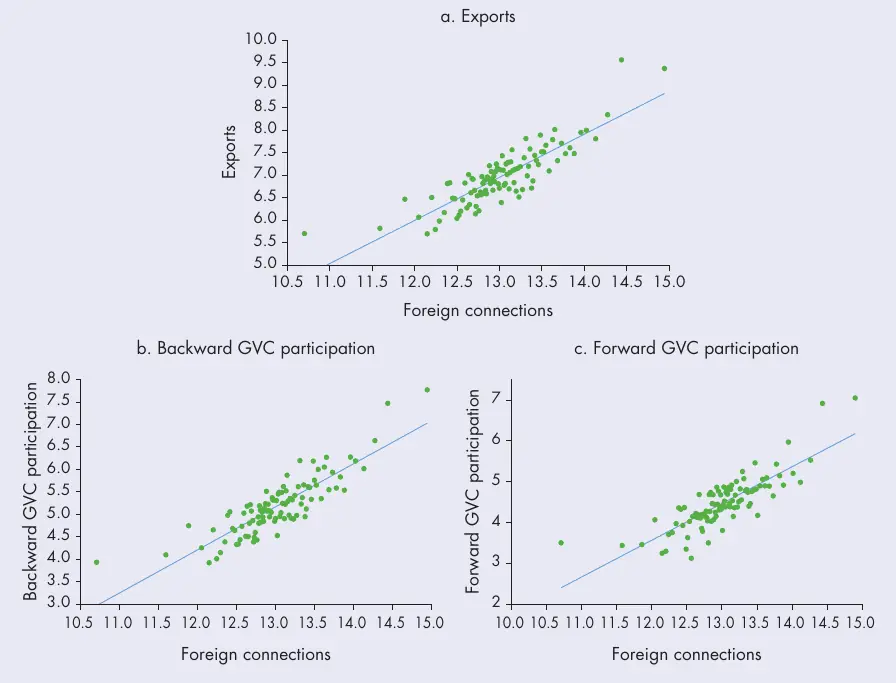 a. Exports
10.0
9.5
9.0
8.5
8.0
7.5
7.0
6.5
6.0
5.5
5.0
Exports
10.5 11.0 11.5 12.0 12.5 13.0 13.5 14.0 14.5 15.0
Foreign connections
b. Backward GVC participation
8.0
7.5
7.0
6.5
6.0
5.5
5.0
4.5
4.0
3.5
3.0
Backward GVC participation
10.5 11.0 11.5 12.0 12.5 13.0 13.5 14.0 14.5 15.0
Foreign connections
c. Forward GVC participation
7
6
5
4
3
2
Forward GVC participation
10.0 10.5 11.0 11.5 12.0 12.5 13.0 13.5 14.0 14.5 15.0
Foreign connections